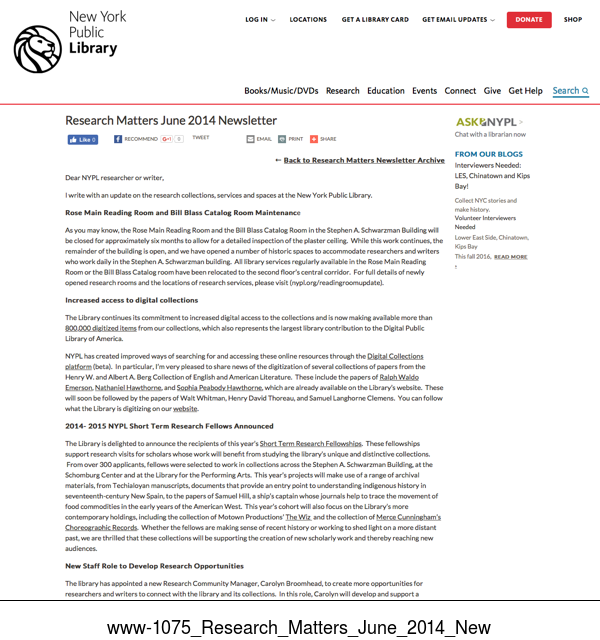 New York
Public
Library
LOG IN
LOCATIONS
GET A LIBRARY CARD
GET EMAIL UPDATES
DONATE
SHOP
Books/Music/DVDs Research Education Events Connect Give Get Help Search
Research Matters June 2014 Newsletter
Like 0
RECOMMEND
G+1 0
TWEET
EMAIL
PRINT
SHARE
← Back to Research Matters Newsletter Archive
Dear NYPL researcher or writer,
I write with an update on the research collections, services and spaces at the New York Public Library.
Rose Main Reading Room and Bill Blass Catalog Room Maintenance
As you may know, the Rose Main Reading Room and the Bill Blass Catalog Room in the Stephen A. Schwarzman Building will
be closed for approximately six months to allow for a detailed inspection of the plaster ceiling. While this work continues, the
remainder of the building is open, and we have opened a number of historic spaces to accommodate researchers and writers
who work daily in the Stephen A. Schwarzman building. All library services regularly available in the Rose Main Reading
Room or the Bill Blass Catalog room have been relocated to the second floor's central corridor. For full details of newly
opened research rooms and the locations of research services, please visit (nypl.org/readingroomupdate).
Increased access to digital collections
The Library continues its commitment to increased digital access to the collections and is now making available more than
800,000 digitized items from our collections, which also represents the largest library contribution to the Digital Public
Library of America.
NYPL has created improved ways of searching for and accessing these online resources through the Digital Collections
platform (beta). In particular, I'm very pleased to share news of the digitization of several collections of papers from the
Henry W. and Albert A. Berg Collection of English and American Literature. These include the papers of Ralph Waldo
Emerson, Nathaniel Hawthorne, and Sophia Peabody Hawthorne, which are already available on the Library's website. These
will soon be followed by the papers of Walt Whitman, Henry David Thoreau, and Samuel Langhorne Clemens. You can follow
what the Library is digitizing on our website.
2014- 2015 NYPL Short Term Research Fellows Announced
The Library is delighted to announce the recipients of this year's Short Term Research Fellowships. These fellowships
support research visits for scholars whose work will benefit from studying the library's unique and distinctive collections.
From over 300 applicants, fellows were selected to work in collections across the Stephen A. Schwarzman Building, at the
Schomburg Center and at the Library for the Performing Arts. This year's projects will make use of a range of archival
materials, from Techialoyan manuscripts, documents that provide an entry point to understanding indigenous history in
seventeenth-century New Spain, to the papers of Samuel Hill, a ship's captain whose journals help to trace the movement of
food commodities in the early years of the American West. This year's cohort will also focus on the Library's more
contemporary holdings, including the collection of Motown Productions' The Wiz and the collection of Merce Cunningham's
Choreographic Records. Whether the fellows are making sense of recent history or working to shed light on a more distant
past, we are thrilled that these collections will be supporting the creation of new scholarly work and thereby reaching new
audiences.
New Staff Role to Develop Research Opportunities
The library has appointed a new Research Community Manager, Carolyn Broomhead, to create more opportunities for
researchers and writers to connect with the library and its collections. In this role, Carolyn will develop and support a
ASK NYPL >
Chat with a librarian now
FROM OUR BLOGS
Interviewers Needed:
LES, Chinatown and Kips
Bay!
Collect NYC stories and
make history.
Volunteer Interviewers
Needed
Lower East Side, Chinatown,
Kips Bay
This fall 2016, READ MORE
www-1075_Research_Matters_June_2014_New